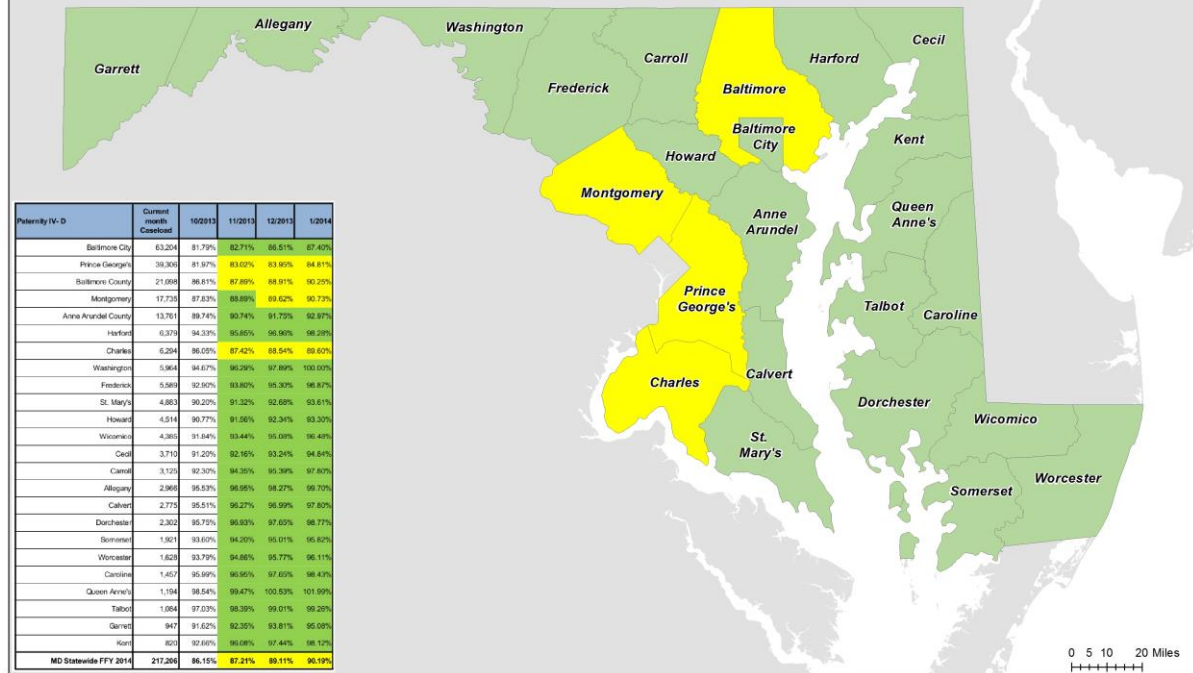 Allegany
Washington
Cecil
Garrett
Carroll
Harford
Frederick
Baltimore
Baltimore
City
Kent
Howard
Montgomery
Queen
Anne's
Anne
Arundel
Prince
George's
Talbot
Caroline
Charles
Calvert
Dorchester
Wicomico
St.
Mary's
Somerset
Worcester
Paternity IV- D Current month Caseload 10/2013 11/2013 12/2013 1/2014
Baltimore City 63,204 81.79% 82.71% 86.51% 87.40%
Prince George's 39,306 81.97% 83.02% 83.95% 84.81%
Baltimore County 21,098 86.81% 87.89% 88.91% 90.25%
Montgomery 17,735 87.83% 88.89% 89.62% 90.73%
Anne Arundel County 13,761 89.74% 90.74% 91.75% 92.97%
Harford 6,379 94.33% 95.85% 96.96% 98.28%
Charles 6,294 86.05% 87.42% 88.54% 89.60%
Washington 5,964 94.67% 96.29% 97.89% 100.00%
Frederick 5,589 92.90% 93.80% 95.30% 96.87%
St. Mary's 4,883 90.20% 91.32% 92.68% 93.61%
Howard 4,514 90.77% 91.56% 92.34% 93.30%
Wicomico 4,385 91.84% 93.44% 95.08% 96.48%
Cecil 3,710 91.20% 92.16% 93.24% 94.84%
Carroll 3,125 92.30% 94.35% 95.39% 97.80%
Allegany 2,966 95.53% 96.95% 98.27% 99.70%
Calvert 2,775 95.51% 96.27% 96.99% 97.80%
Dorchester 2,302 95.75% 96.93% 97.65% 98.77%
Somerset 1,921 93.60% 94.20% 95.01% 95.82%
Worcester 1,628 93.79% 94.86% 95.77% 96.11%
Caroline 1,457 95.99% 96.95% 97.65% 98.43%
Queen Anne's 1,194 98.54% 99.47% 100.53% 101.99%
Talbot 1,084 97.03% 98.39% 99.01% 99.26%
Garrett 947 91.62% 92.35% 93.81% 95.08%
Kent 820 92.66% 96.08% 97.44% 98.12%
MD Statewide FFY 2014 217,206 86.15% 87.21% 89.11% 90.19%
0 5 10 20 Miles